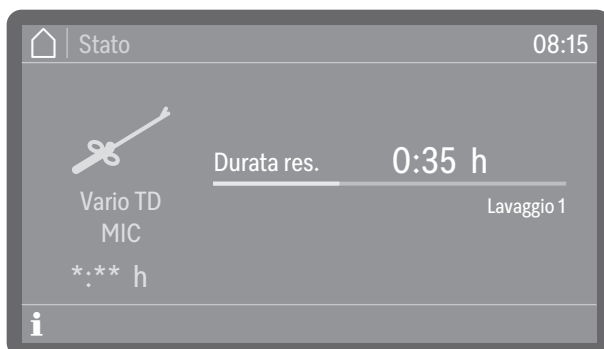 Stato 08:15
Durata res. 0:35 h
Vario TD
MIC
Lavaggio 1
*:** h
i